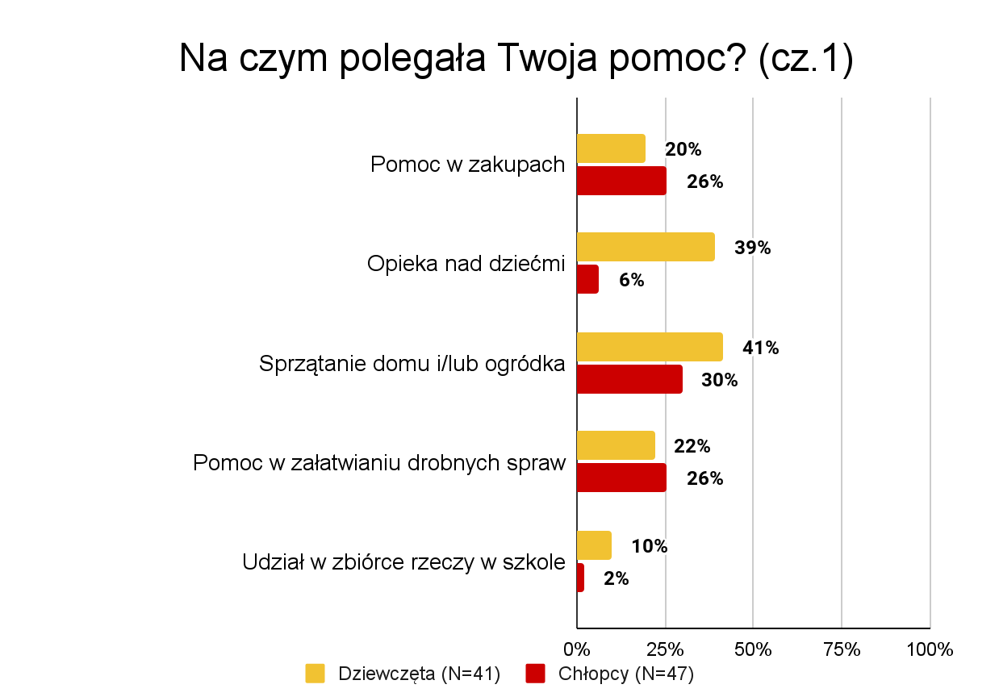 Na czym polegała Twoja pomoc? (cz.1)
Pomoc w zakupach
20%
26%
Opieka nad dziećmi
39%
6%
Sprzątanie domu i/lub ogródka
41%
30%
Pomoc w załatwianiu drobnych spraw
22%
26%
Udział w zbiórce rzeczy w szkole
10%
2%
0% 25% 50% 75% 100%
Dziewczęta (N=41) Chłopcy (N=47)